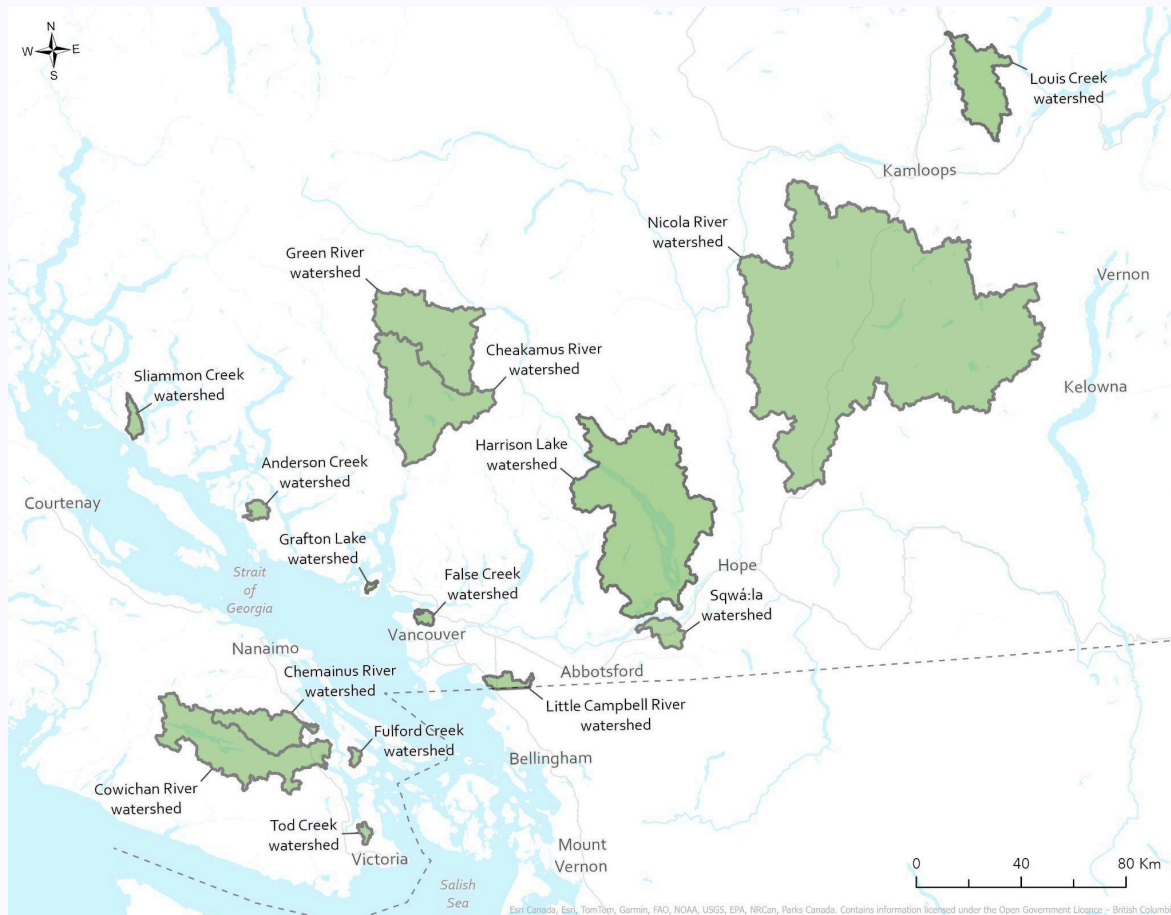 N
W E
S
Louis Creek
watershed
Kamloops
Nicola River
watershed
Green River
watershed
Vernon
Cheakamus River
watershed
Sliammon Creek
watershed
Kelowna
Harrison Lake
watershed
Anderson Creek
watershed
Courtenay
Grafton Lake
watershed
Strait
of
Georgia
False Creek
watershed
Hope
Sqwá:la
watershed
Vancouver
Nanaimo
Abbotsford
Chemainus River
watershed
Little Campbell River
watershed
Fulford Creek
watershed
Bellingham
Cowichan River
watershed
Tod Creek
watershed
Victoria
Mount
Vernon
Salish
Sea
0 40 80 Km
Esri Canada, Esri, TomTom, Garmin, FAO, NOAA, USGS, EPA, NRCan, Parks Canada. Contains information licensed under the Open Government Licence – British Columbi